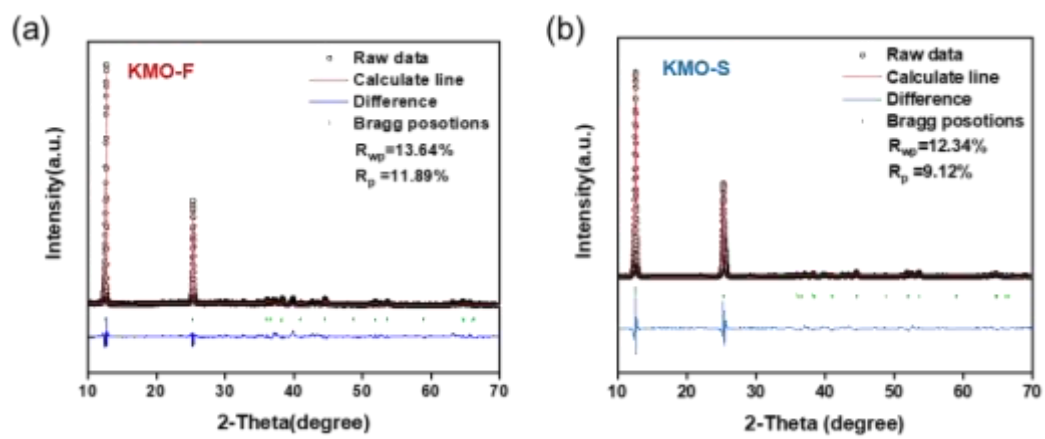 (a)
KMO-F
Raw data
Calculate line
Difference
Bragg posotions
Rwp=13.64%
Rp =11.89%
Intensity(a.u.)
10 20 30 40 50 60 70
2-Theta(degree)
(b)
KMO-S
Raw data
Calculate line
Difference
Bragg posotions
Rwp=12.34%
Rp =9.12%
Intensity(a.u.)
10 20 30 40 50 60 70
2-Theta (degree)